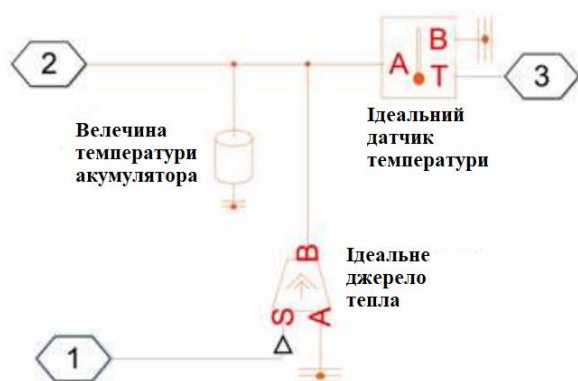 2
A
B
T
3
Велечина
температури
акумулятора
Ідеальний
датчик
температури
B
Ідеальне
джерело
тепла
S
A
1